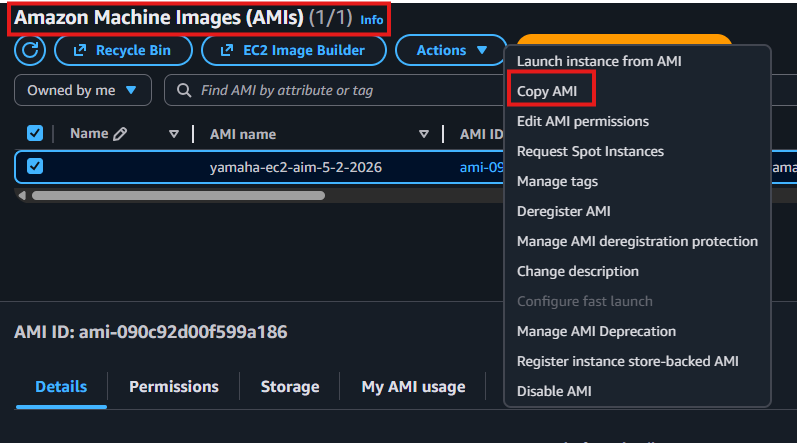 Amazon Machine Images (AMIs) (1/1) Info
Recycle Bin
EC2 Image Builder
Actions
Owned by me
Find AMI by attribute or tag
Name
AMI name
AMI ID
yamaha-ec2-aim-5-2-2026
ami-09
Launch instance from AMI
Copy AMI
Edit AMI permissions
Request Spot Instances
Manage tags
Deregister AMI
Manage AMI deregistration protection
Change description
Configure fast launch
Manage AMI Deprecation
Register instance store-backed AMI
Disable AMI
AMI ID: ami-090c92d00f599a186
Details
Permissions
Storage
My AMI usage